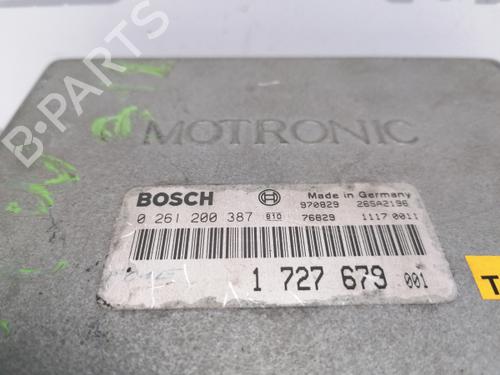 B-PARTS
MOTRONIC
BOSCH
Made in Germany
970829 26SA2196
0 261 200 387 810 76829 1117 0011
1 727 679 001
T